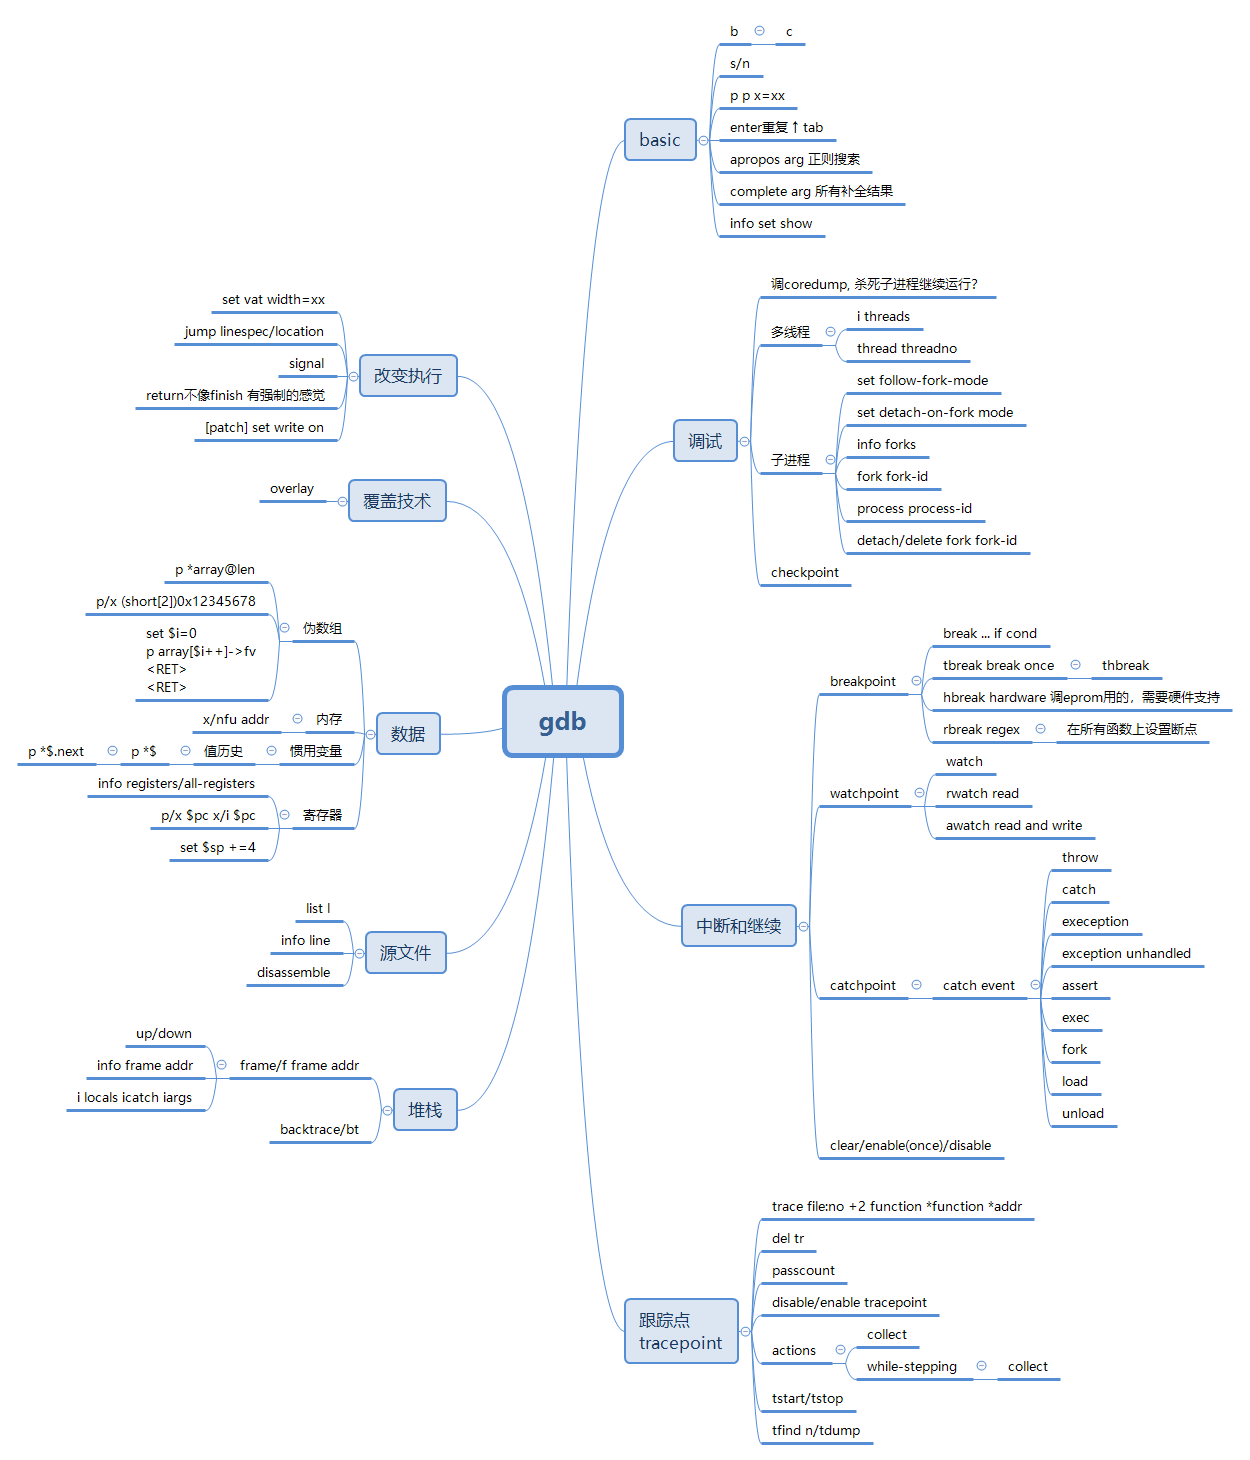 gdb
basic
b
c
s/n
p p x=xx
enter重复↑tab
apropos arg 正则搜索
complete arg 所有补全结果
info set show
调试
调coredump, 杀死子进程继续运行?
多线程
i threads
thread threadno
子进程
set follow-fork-mode
set detach-on-fork mode
info forks
fork fork-id
process process-id
detach/delete fork fork-id
checkpoint
中断和继续
breakpoint
break ... if cond
tbreak break once
thbreak
hbreak hardware 调eprom用的，需要硬件支持
rbreak regex
在所有函数上设置断点
watchpoint
watch
rwatch read
awatch read and write
catchpoint
catch event
throw
catch
exeception
exception unhandled
assert
exec
fork
load
unload
clear/enable(once)/disable
跟踪点
tracepoint
trace file:no +2 function *function *addr
del tr
passcount
disable/enable tracepoint
actions
collect
while-stepping
collect
tstart/tstop
tfind n/tdump
改变执行
set vat width=xx
jump linespec/location
signal
return不像finish 有强制的感觉
[patch] set write on
覆盖技术
overlay
数据
伪数组
p *array@len
p/x (short[2])0x12345678
set $i=0
p array[$i++]->fv
<RET>
<RET>
内存
x/nfu addr
惯用变量
值历史
p *$
p *$.next
寄存器
info registers/all-registers
p/x $pc x/i $pc
set $sp +=4
源文件
list l
info line
disassemble
堆栈
frame/f frame addr
up/down
info frame addr
i locals icatch iargs
backtrace/bt